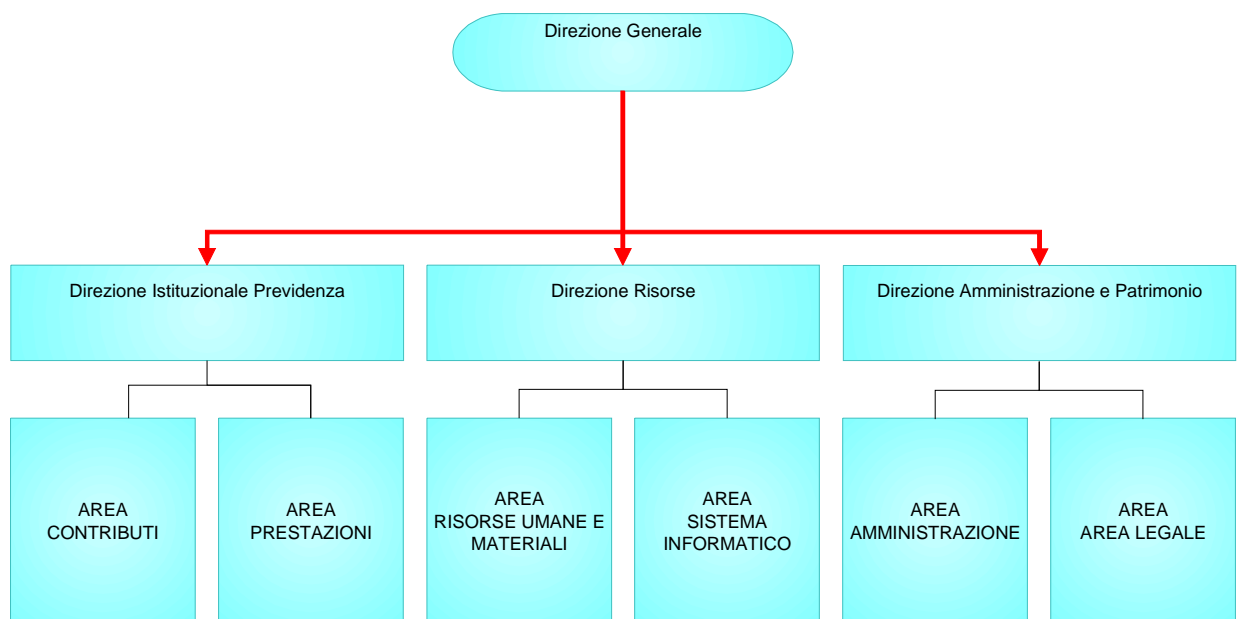 Direzione Generale
Direzione Istituzionale Previdenza
Direzione Risorse
Direzione Amministrazione e Patrimonio
AREA
CONTRIBUTI
AREA
PRESTAZIONI
AREA
RISORSE UMANE E
MATERIALI
AREA
SISTEMA
INFORMATICO
AREA
AMMINISTRAZIONE
AREA
AREA LEGALE